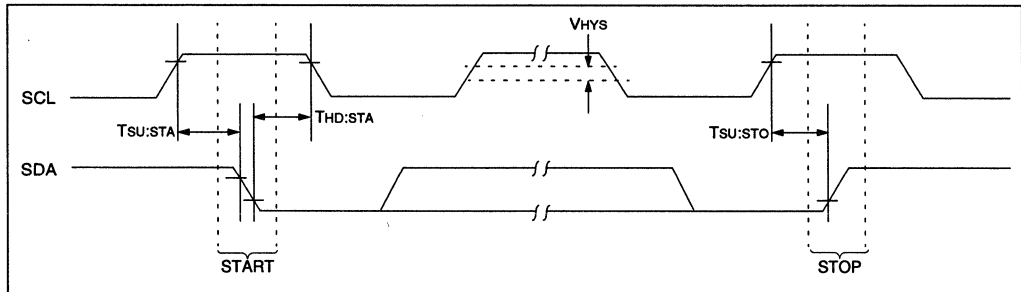 VHYS
SCL
TSU:STA
THD:STA
TSU:STO
SDA
START
STOP